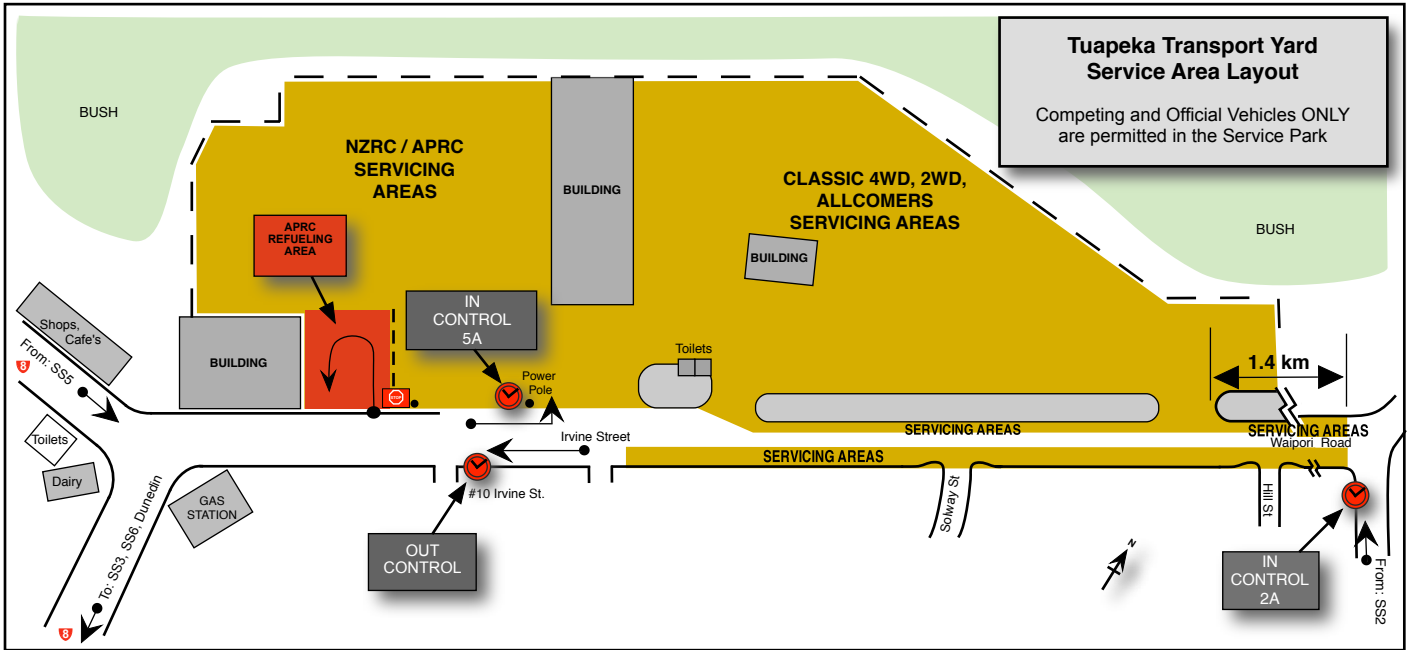 Tuapeka Transport Yard
Service Area Layout
Competing and Official Vehicles ONLY
are permitted in the Service Park
BUSH
NZRC / APRC
SERVICING
AREAS
BUILDING
CLASSIC 4WD, 2WD,
ALLCOMERS
SERVICING AREAS
BUSH
APRC
REFUELING
AREA
BUILDING
IN
CONTROL
5A
Shops,
Cafe's
From: SS5
8
BUILDING
STOP
Power
Pole
Toilets
1.4 km
Irvine Street
SERVICING AREAS
SERVICING AREAS
Waipori Road
SERVICING AREAS
Toilets
Dairy
GAS
STATION
#10 Irvine St.
Solway St
Hill St
To: SS3, SS6, Dunedin
8
OUT
CONTROL
N
IN
CONTROL
2A
From: SS2